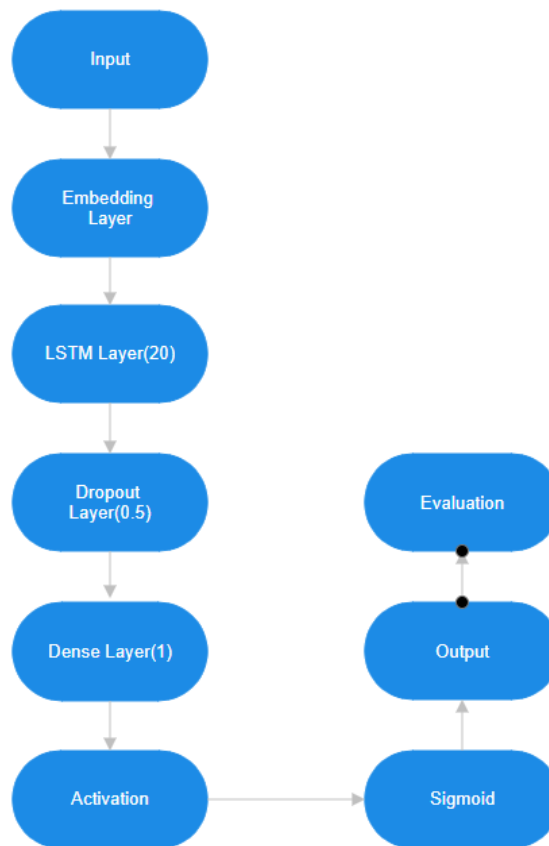 Input
Embedding
Layer
LSTM Layer(20)
Dropout
Layer(0.5)
Dense Layer(1)
Activation
Sigmoid
Output
Evaluation